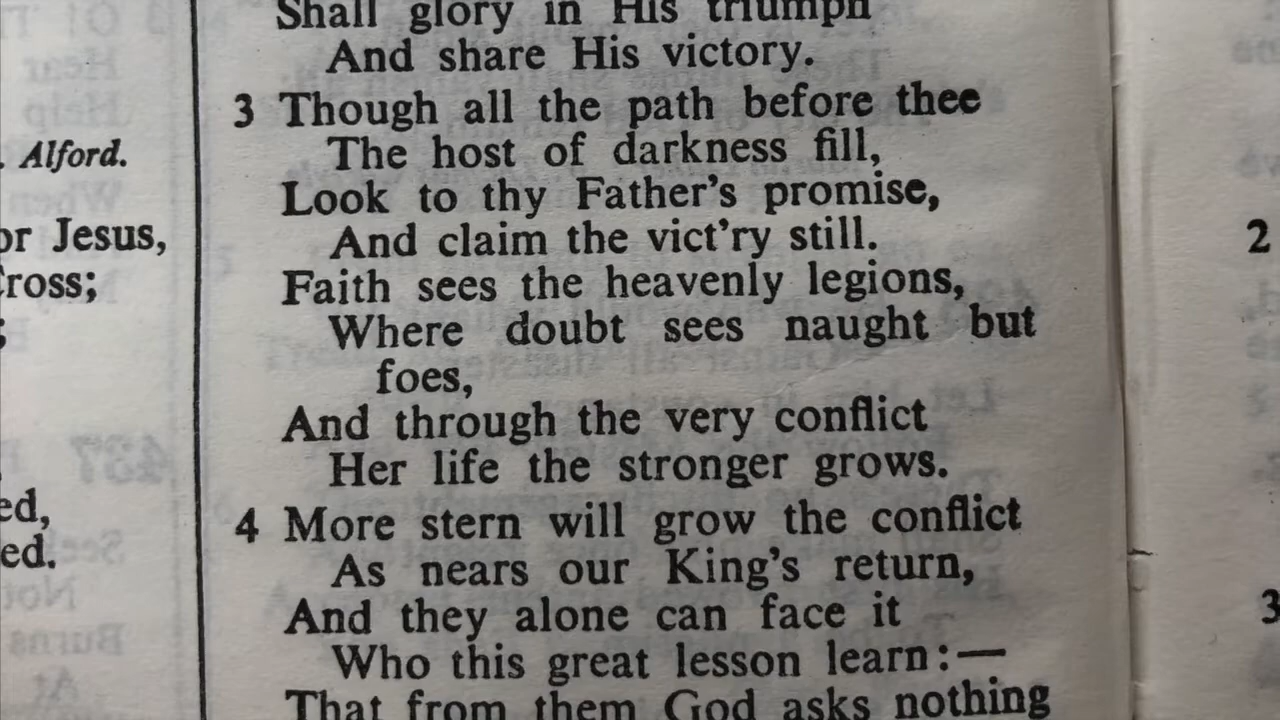 . Alford.
or Jesus,
Cross;
;
ed,
ed.
Shall glory in His triumph
And share His victory.
3 Though all the path before thee
The host of darkness fill,
Look to thy Father's promise,
And claim the vict'ry still.
Faith sees the heavenly legions,
Where doubt sees naught but
foes,
And through the very conflict
Her life the stronger grows.
4 More stern will grow the conflict
As nears our King's return,
And they alone can face it
Who this great lesson learn:—
That from them God asks nothing
2
3